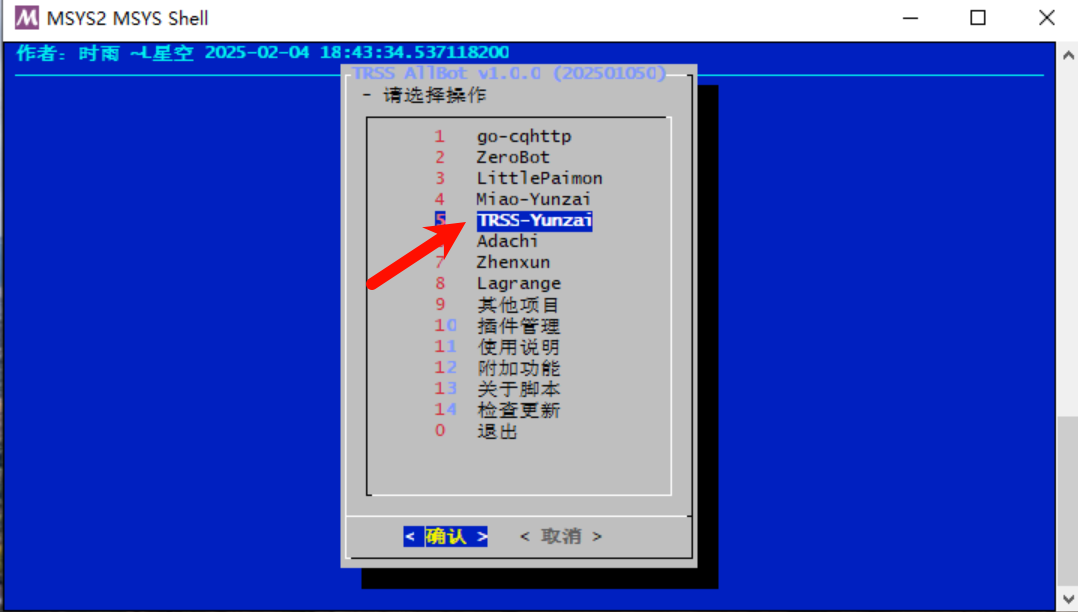 MSYS2 MSYS Shell
作者：时雨 ~L星空 2025-02-04 18:43:34.537118200
TRSS AllBot v1.0.0 (202501050)
- 请选择操作
1 go-cqhttp
2 ZeroBot
3 LittlePaimon
4 Miao-Yunzai
5 TRSS-Yunzai
Adachi
7 Zhenxun
8 Lagrange
9 其他项目
10 插件管理
11 使用说明
12 附加功能
13 关于脚本
14 检查更新
0 退出
< 确认 > < 取消 >